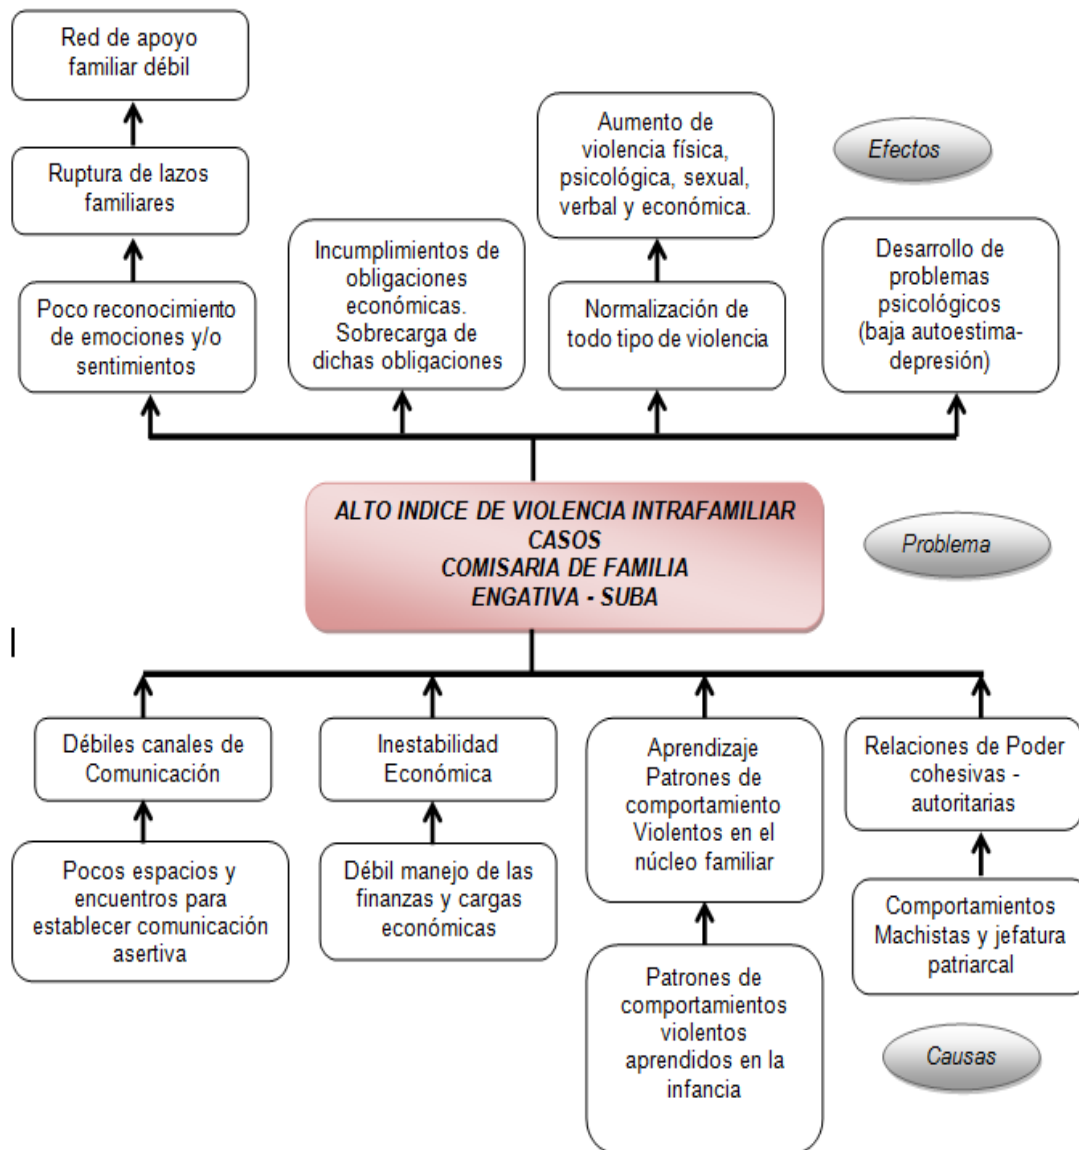 Red de apoyo
familiar débil
Ruptura de lazos
familiares
Poco reconocimiento
de emociones y/o
sentimientos
Incumplimientos de
obligaciones
económicas.
Sobrecarga de
dichas obligaciones
Aumento de
violencia física,
psicológica, sexual,
verbal y económica.
Normalización de
todo tipo de violencia
Efectos
Desarrollo de
problemas
psicológicos
(baja autoestima-
depresión)
ALTO INDICE DE VIOLENCIA INTRAFAMILIAR
CASOS
COMISARIA DE FAMILIA
ENGATIVA - SUBA
Problema
Débiles canales de
Comunicación
Pocos espacios y
encuentros para
establecer comunicación
asertiva
Inestabilidad
Económica
Débil manejo de las
finanzas y cargas
económicas
Aprendizaje
Patrones de
comportamiento
Violentos en el
núcleo familiar
Patrones de
comportamientos
violentos
aprendidos en la
infancia
Relaciones de Poder
cohesivas -
autoritarias
Comportamientos
Machistas y jefatura
patriarcal
Causas